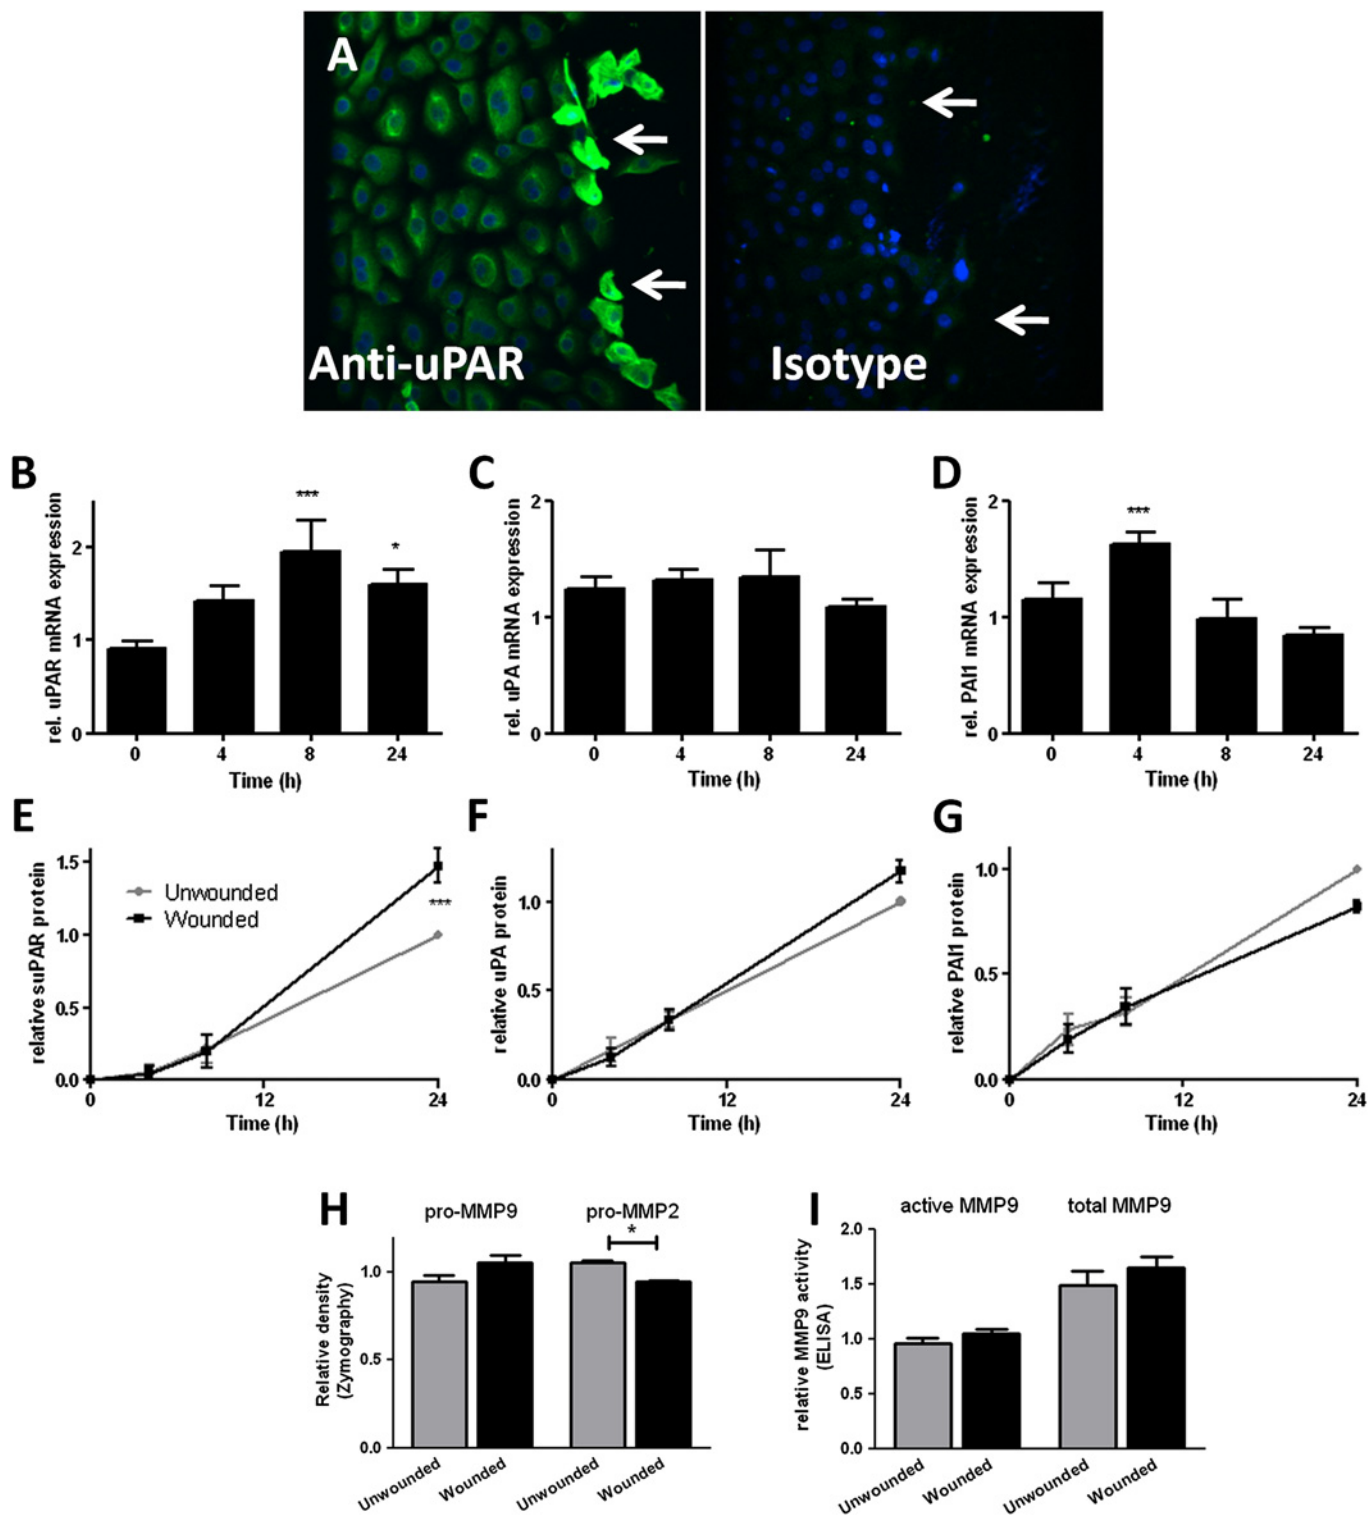 A
Anti-uPAR
Isotype
B
rel. uPAR mRNA expression
2
1
0
***
*
0 4 8 24
Time (h)
C
rel. uPA mRNA expression
2
1
0
0 4 8 24
Time (h)
D
rel. PAI1 mRNA expression
2
1
0
***
0 4 8 24
Time (h)
E
relative suPAR protein
1.5
1.0
0.5
0.0
Unwounded
Wounded
***
0 12 24
Time (h)
F
relative uPA protein
1.0
0.5
0.0
0 12 24
Time (h)
G
relative PAI1 protein
1.0
0.5
0.0
0 12 24
Time (h)
H
pro-MMP9 pro-MMP2
*
Relative density
(Zymography)
1.0
0.5
0.0
Unwounded Wounded Unwounded Wounded
I
active MMP9 total MMP9
relative MMP9 activity
(ELISA)
2.0
1.5
1.0
0.5
0.0
Unwounded Wounded Unwounded Wounded